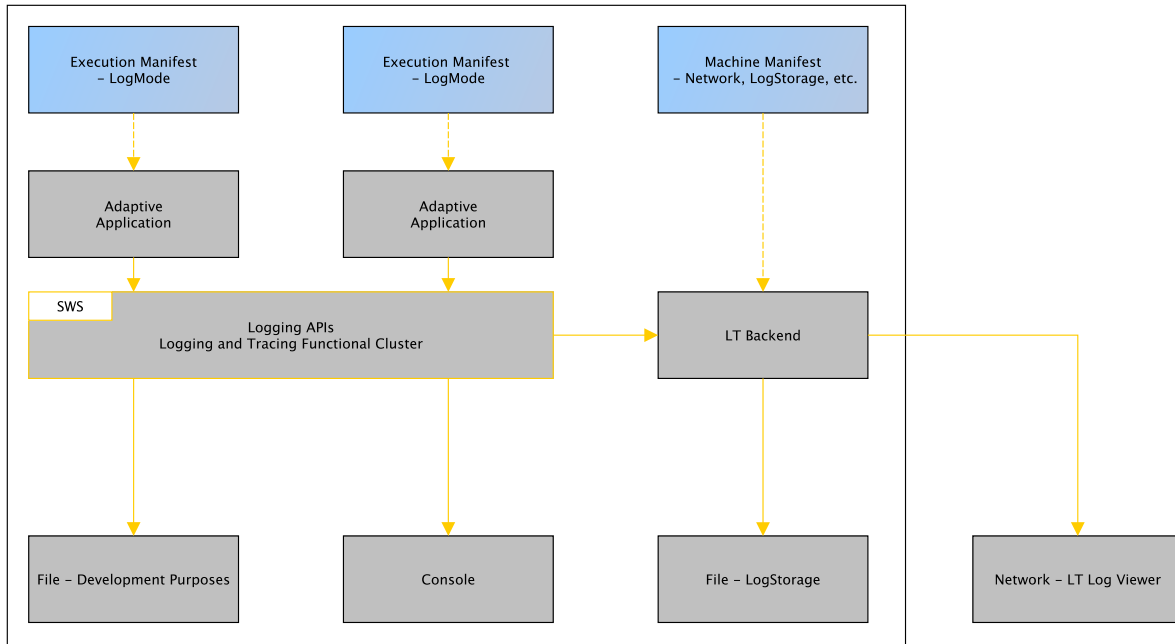 Execution Manifest
– LogMode
Execution Manifest
– LogMode
Machine Manifest
– Network, LogStorage, etc.
Adaptive
Application
Adaptive
Application
SWS
Logging APIs
Logging and Tracing Functional Cluster
LT Backend
File – Development Purposes
Console
File – LogStorage
Network – LT Log Viewer